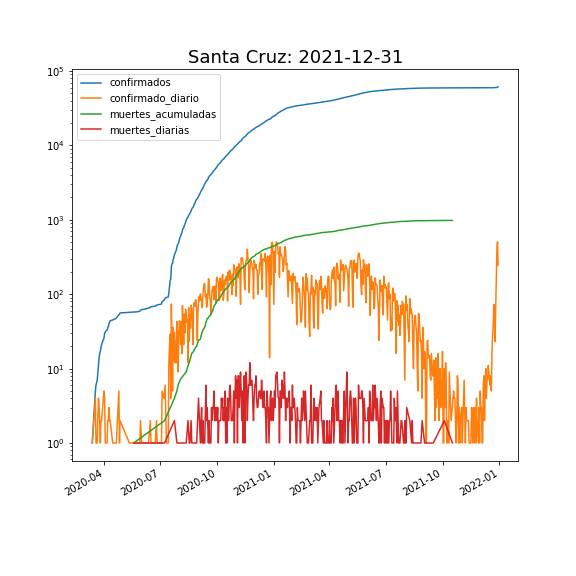 Santa Cruz: 2021-12-31
confirmados
confirmado_diario
muertes_acumuladas
muertes_diarias
10^5
10^4
10^3
10^2
10^1
10^0
2020-04 2020-07 2020-10 2021-01 2021-04 2021-07 2021-10 2022-01